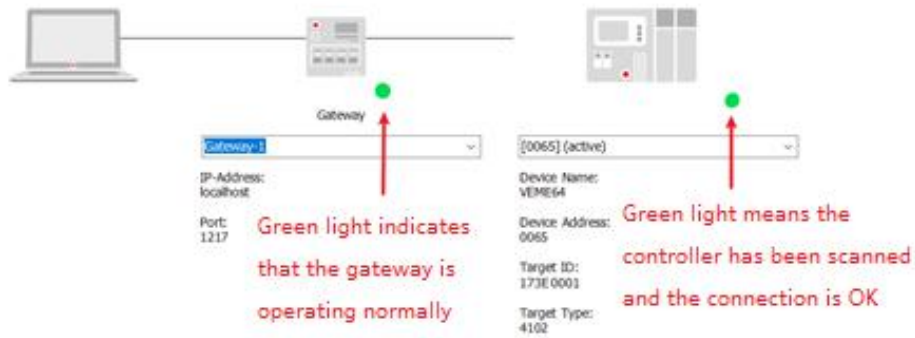 Gateway
Gateway-1
IP-Address:
localhost
Port:
1217
Green light indicates
that the gateway is
operating normally
[0065] (active)
Device Name:
VEME64
Device Address:
0065
Target ID:
173E0001
Target Type:
4102
Green light means the
controller has been scanned
and the connection is OK